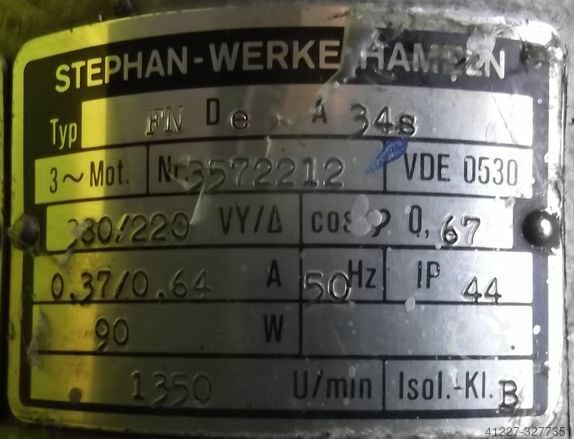 STEPHAN-WERKE HAMELN
Typ FN De A 34s
3~Mot. Nr. 3572212 VDE 0530
380/220 VY/Δ cos φ 0,67
0,37/0,64 A 50 Hz IP 44
90 W
1350 U/min Isol.-Kl. B
41227-3277351